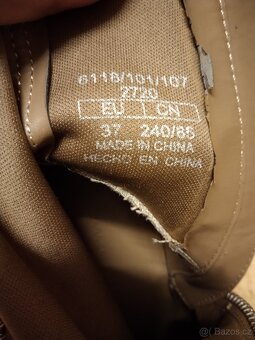 6118/101/107
2720
EU CN
37 240/85
MADE IN CHINA
HECHO EN CHINA
Bazos.cz